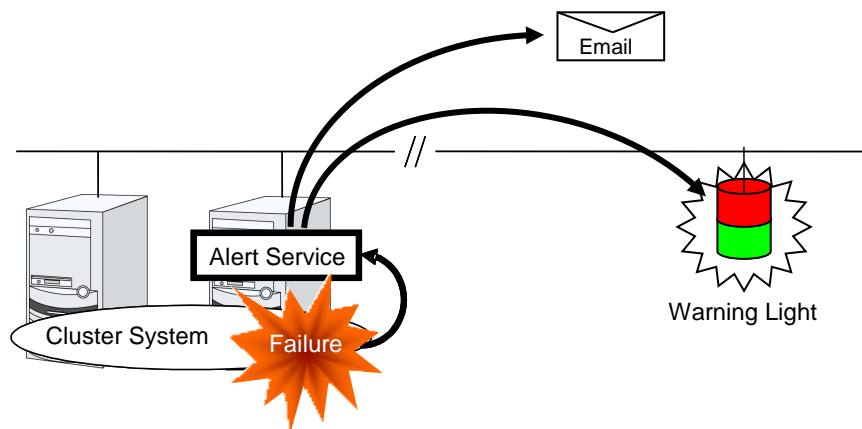 Email
//
Alert Service
Warning Light
Cluster System
Failure